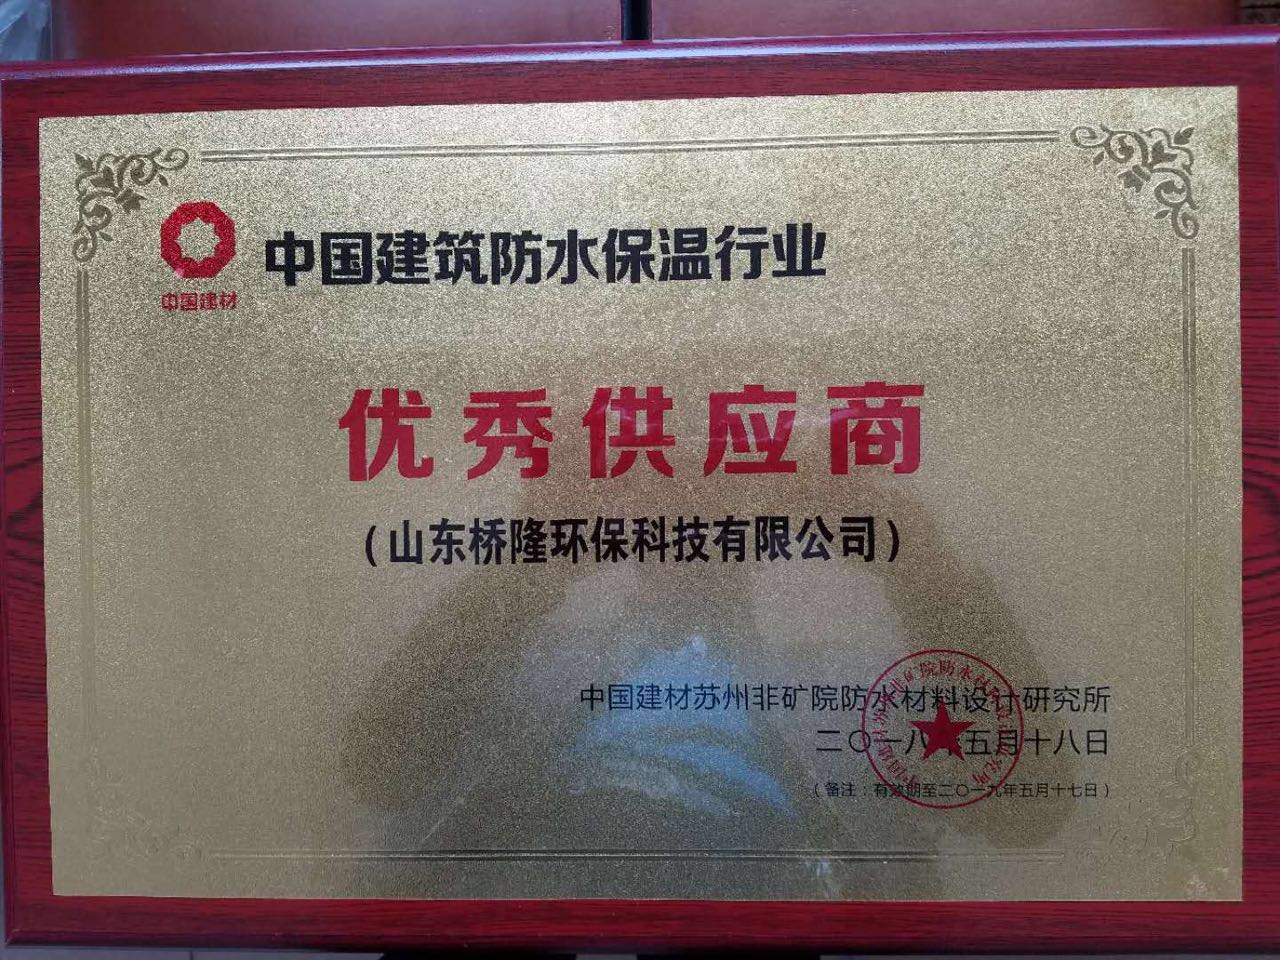 中国建材
中国建筑防水保温行业
优秀供应商
（山东桥隆环保科技有限公司）
中国建材苏州非矿院防水材料设计研究所
二〇一八年五月十八日
（备注：有效期至二〇一九年五月十七日）